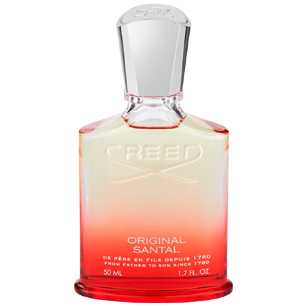 CREED
ORIGINAL
SANTAL
DE PÈRE EN FILS DEPUIS 1760
FROM FATHER TO SON SINCE 1760
50 ML 1.7 FL. OZ.